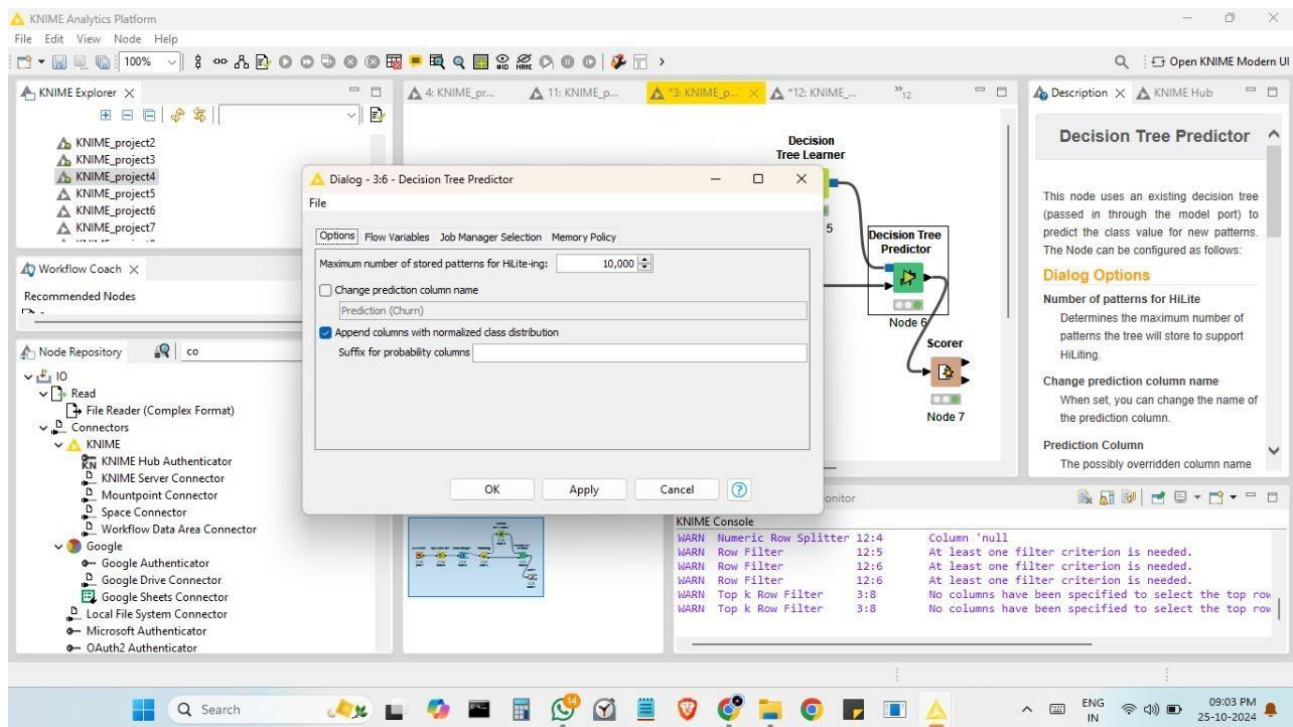 KNIME Analytics Platform
File Edit View Node Help
100%
Open KNIME Modern UI
KNIME Explorer
KNIME_project2
KNIME_project3
KNIME_project4
KNIME_project5
KNIME_project6
KNIME_project7
Workflow Coach
Recommended Nodes
Node Repository
co
IO
Read
File Reader (Complex Format)
Connectors
KNIME
KNIME Hub Authenticator
KNIME Server Connector
Mountpoint Connector
Space Connector
Workflow Data Area Connector
Google
Google Authenticator
Google Drive Connector
Google Sheets Connector
Local File System Connector
Microsoft Authenticator
OAuth2 Authenticator
4: KNIME_pr... 11: KNIME_p... *3: KNIME_p... *12: KNIME_... 12
Decision
Tree Learner
5
Decision Tree
Predictor
Node 6
Scorer
Node 7
Dialog - 3:6 - Decision Tree Predictor
File
Options Flow Variables Job Manager Selection Memory Policy
Maximum number of stored patterns for HiLite-ing: 10,000
Change prediction column name
Prediction (Churn)
Append columns with normalized class distribution
Suffix for probability columns
OK Apply Cancel
Description KNIME Hub
Decision Tree Predictor
This node uses an existing decision tree
(passed in through the model port) to
predict the class value for new patterns.
The Node can be configured as follows:
Dialog Options
Number of patterns for HiLite
Determines the maximum number of
patterns the tree will store to support
HiLiting.
Change prediction column name
When set, you can change the name of
the prediction column.
Prediction Column
The possibly overridden column name
onitor
KNIME Console
WARN Numeric Row Splitter 12:4 Column 'null
WARN Row Filter 12:5 At least one filter criterion is needed.
WARN Row Filter 12:6 At least one filter criterion is needed.
WARN Row Filter 12:6 At least one filter criterion is needed.
WARN Top k Row Filter 3:8 No columns have been specified to select the top row
WARN Top k Row Filter 3:8 No columns have been specified to select the top row
Search
ENG
IN
09:03 PM
25-10-2024